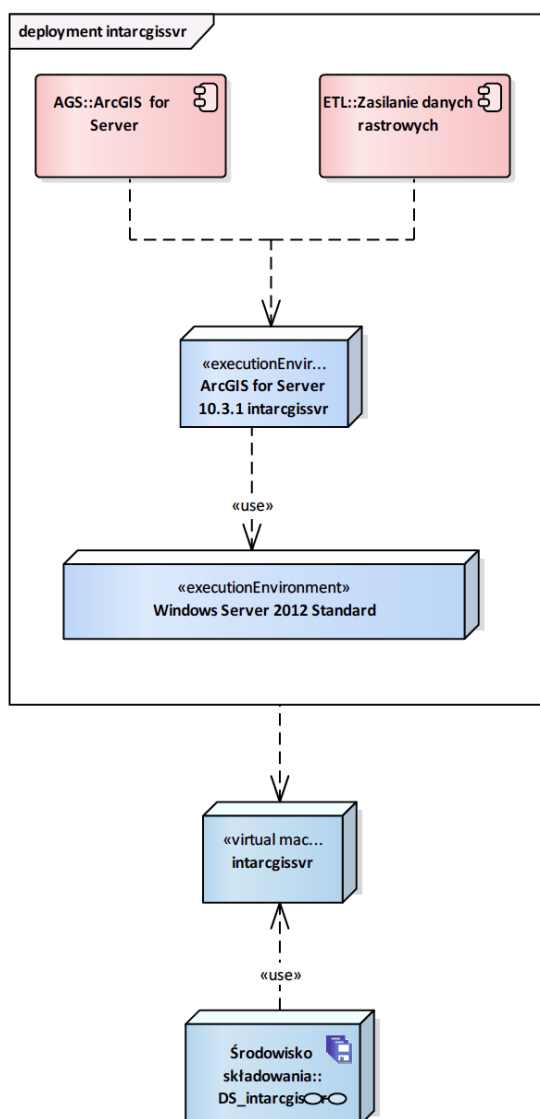 deployment intarcgissvr
AGS::ArcGIS for
Server
ETL::Zasilanie danych
rastrowych
«executionEnvir...
ArcGIS for Server
10.3.1 intarcgissvr
«use»
«executionEnvironment»
Windows Server 2012 Standard
«virtual mac...
intarcgissvr
«use»
Środowisko
składowania::